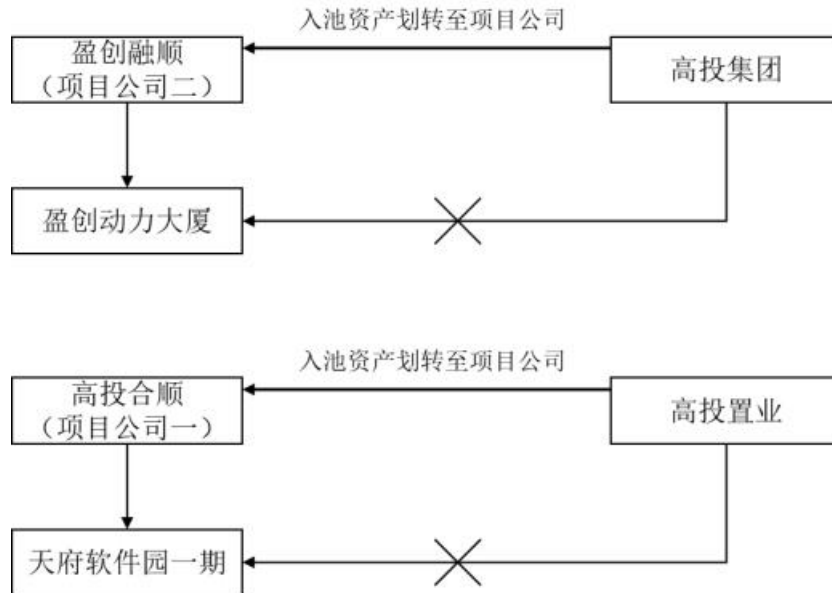 入池资产划转至项目公司
盈创融顺
（项目公司二）
高投集团
盈创动力大厦
入池资产划转至项目公司
高投合顺
（项目公司一）
高投置业
天府软件园一期